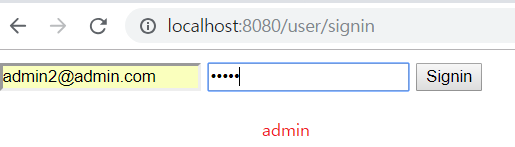 localhost:8080/user/signin
admin2@admin.com ••••• Signin
admin